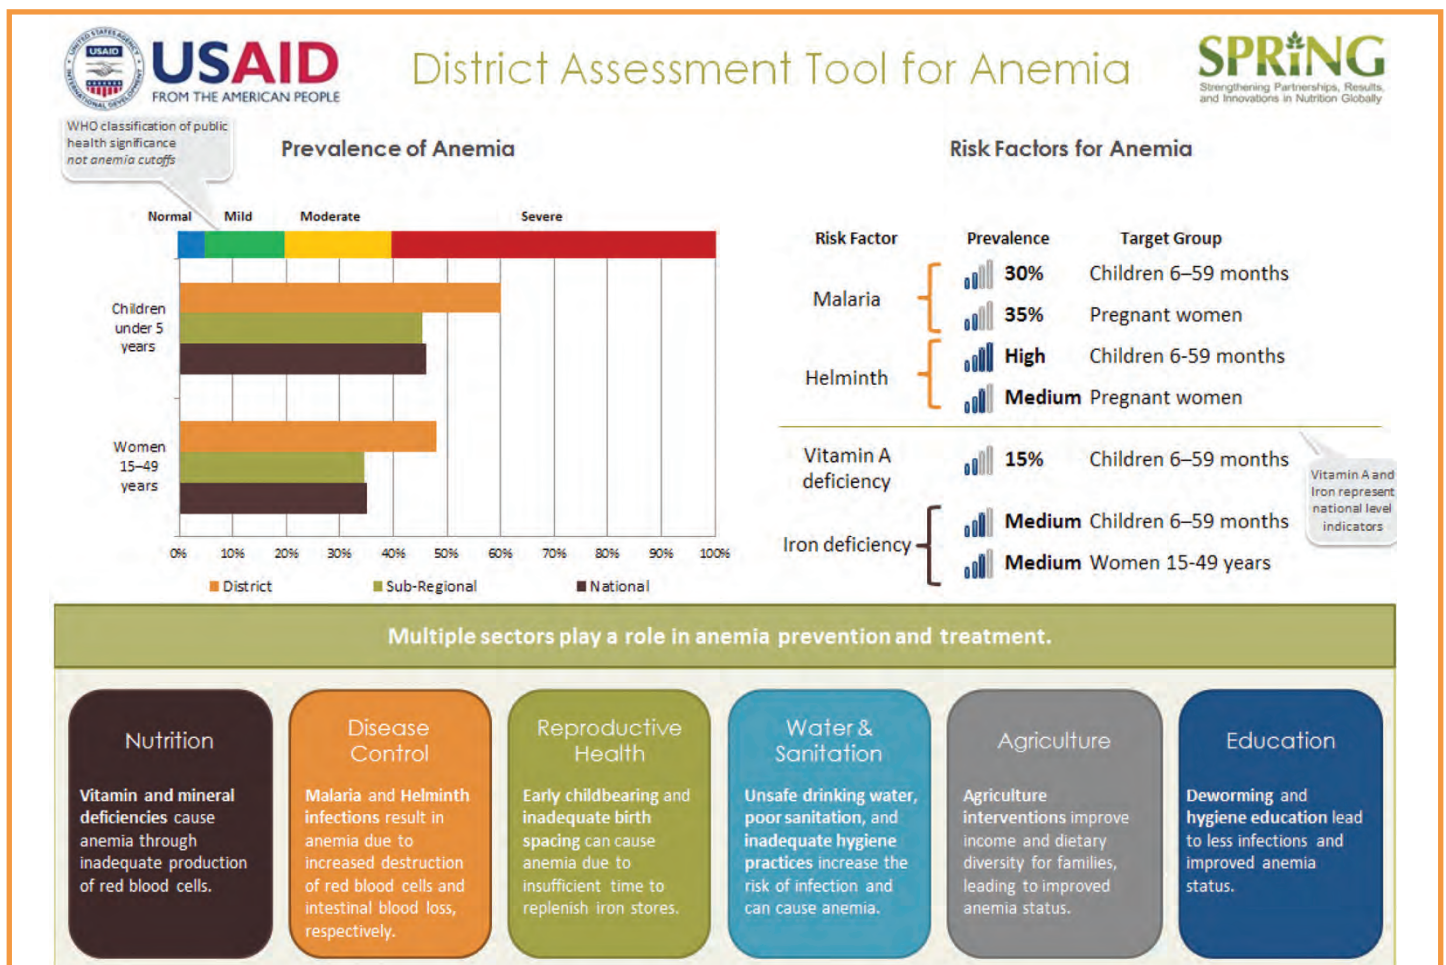 UNITED STATES AGENCY
INTERNATIONAL DEVELOPMENT
USAID
USAID
FROM THE AMERICAN PEOPLE
District Assessment Tool for Anemia
SPRING
Strengthening Partnerships, Results,
and Innovations in Nutrition Globally
WHO classification of public
health significance
not anemia cutoffs
Prevalence of Anemia
Normal Mild Moderate Severe
Children
under 5
years
Women
15–49
years
0% 10% 20% 30% 40% 50% 60% 70% 80% 90% 100%
District Sub-Regional National
Risk Factors for Anemia
Risk Factor Prevalence Target Group
Malaria
30% Children 6–59 months
35% Pregnant women
Helminth
High Children 6-59 months
Medium Pregnant women
Vitamin A
deficiency
15% Children 6–59 months
Iron deficiency
Medium Children 6–59 months
Medium Women 15-49 years
Vitamin A and
Iron represent
national level
indicators
Multiple sectors play a role in anemia prevention and treatment.
Nutrition
Vitamin and mineral
deficiencies cause
anemia through
inadequate production
of red blood cells.
Disease
Control
Malaria and Helminth
infections result in
anemia due to
increased destruction
of red blood cells and
intestinal blood loss,
respectively.
Reproductive
Health
Early childbearing and
inadequate birth
spacing can cause
anemia due to
insufficient time to
replenish iron stores.
Water &
Sanitation
Unsafe drinking water,
poor sanitation, and
inadequate hygiene
practices increase the
risk of infection and
can cause anemia.
Agriculture
Agriculture
interventions improve
income and dietary
diversity for families,
leading to improved
anemia status.
Education
Deworming and
hygiene education lead
to less infections and
improved anemia
status.